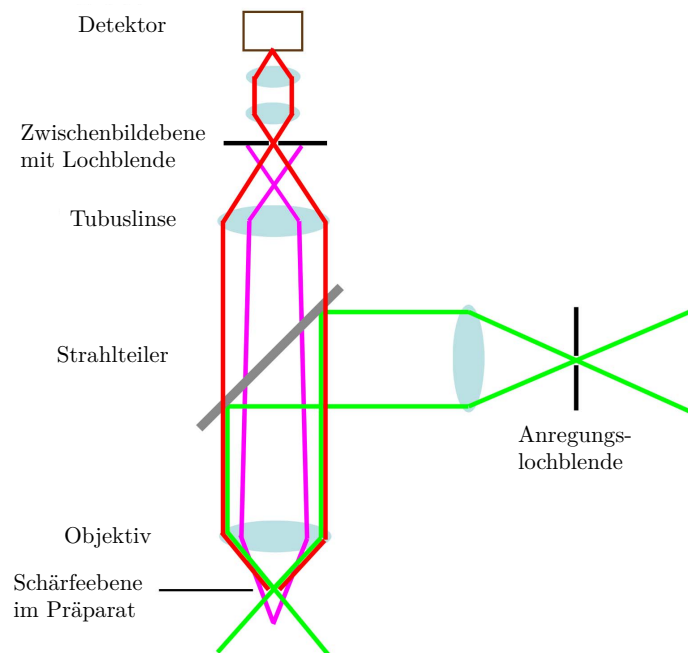 Detektor
Zwischenbildebene
mit Lochblende
Tubuslinse
Strahlteiler
Anregungs-
lochblende
Objektiv
Schärfeebene
im Präparat